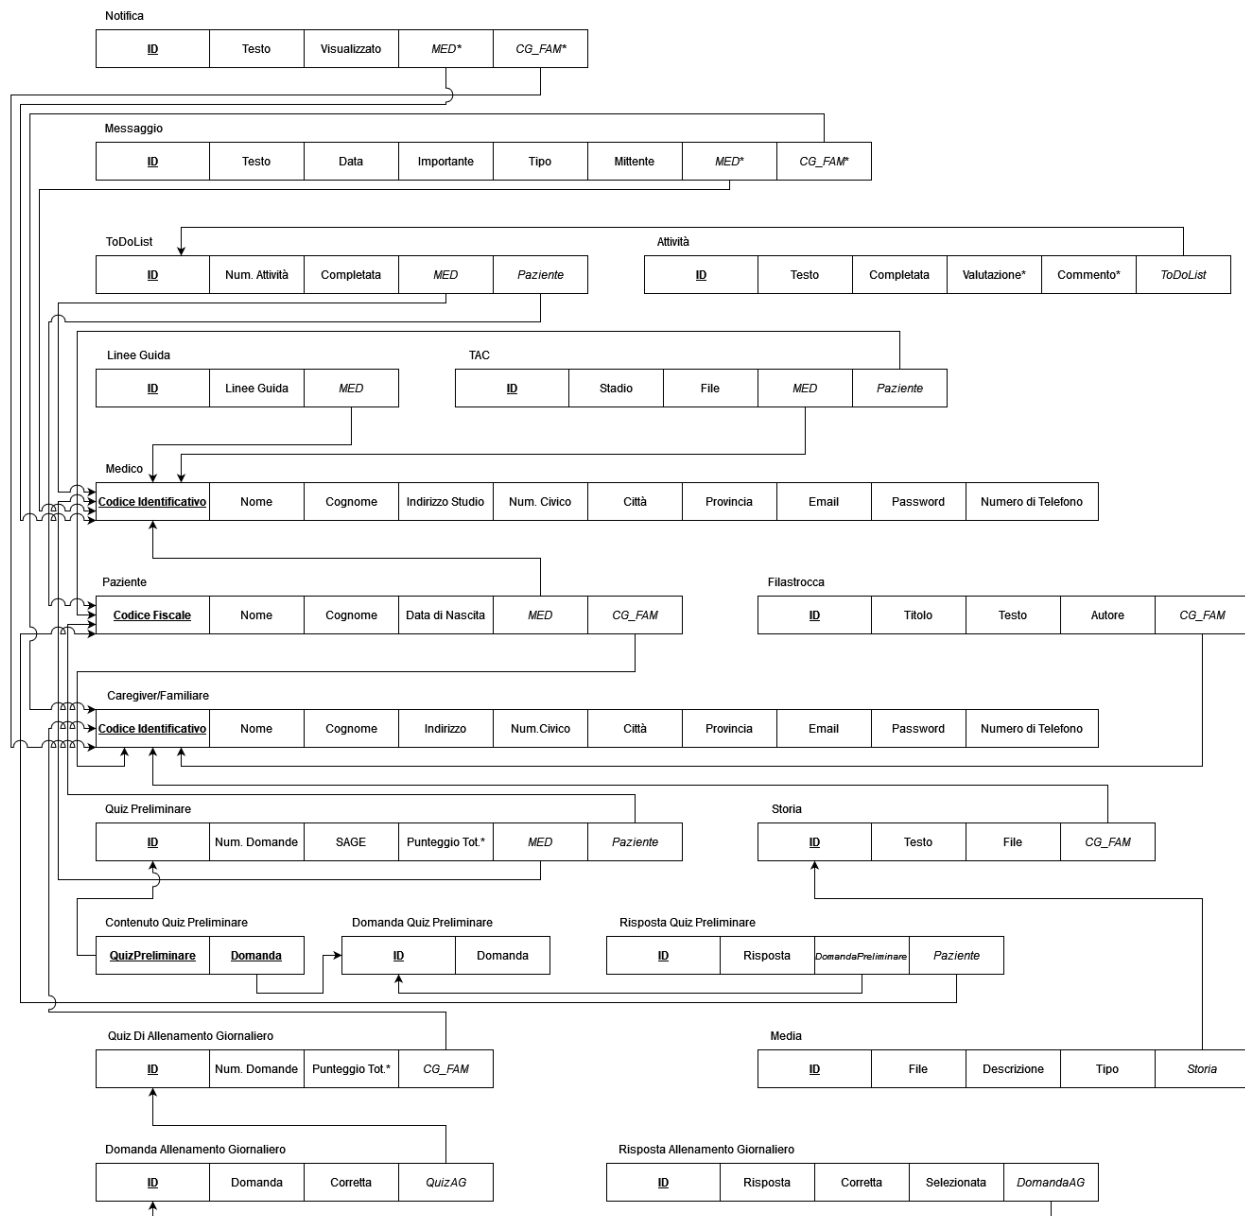 Notifica
ID Testo Visualizzato MED* CG_FAM*
Messaggio
ID Testo Data Importante Tipo Mittente MED* CG_FAM*
ToDoList Attività
ID Num. Attività Completata MED Paziente ID Testo Completata Valutazione* Commento* ToDoList
Linee Guida TAC
ID Linee Guida MED ID Stadio File MED Paziente
Medico
Codice Identificativo Nome Cognome Indirizzo Studio Num. Civico Città Provincia Email Password Numero di Telefono
Paziente Filastrocca
Codice Fiscale Nome Cognome Data di Nascita MED CG_FAM ID Titolo Testo Autore CG_FAM
Caregiver/Familiare
Codice Identificativo Nome Cognome Indirizzo Num.Civico Città Provincia Email Password Numero di Telefono
Quiz Preliminare Storia
ID Num. Domande SAGE Punteggio Tot.* MED Paziente ID Testo File CG_FAM
Contenuto Quiz Preliminare Domanda Quiz Preliminare Risposta Quiz Preliminare
QuizPreliminare Domanda ID Domanda ID Risposta DomandaPreliminare Paziente
Quiz Di Allenamento Giornaliero Media
ID Num. Domande Punteggio Tot.* CG_FAM ID File Descrizione Tipo Storia
Domanda Allenamento Giornaliero Risposta Allenamento Giornaliero
ID Domanda Corretta QuizAG ID Risposta Corretta Selezionata DomandaAG